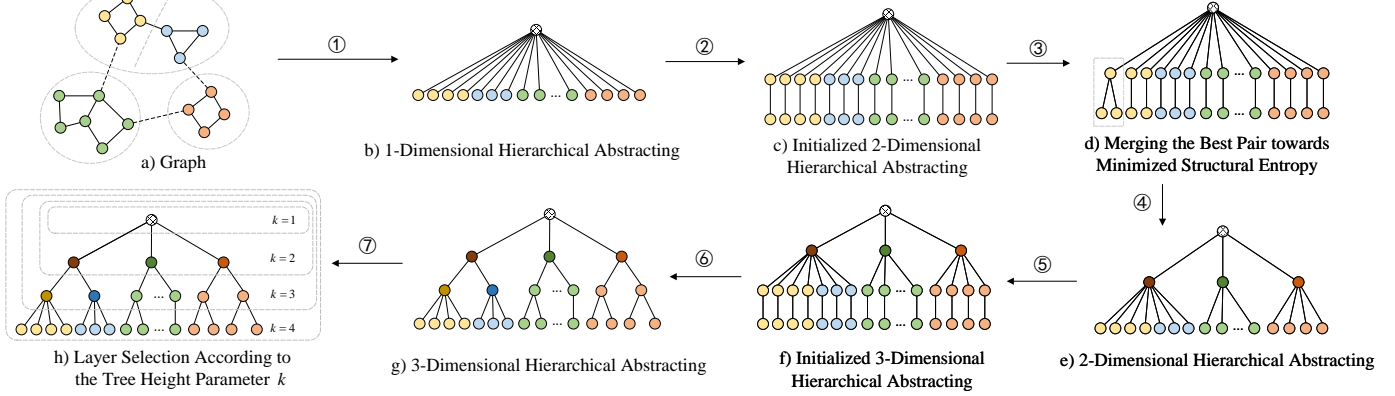 ①
②
③
...
...
...
...
a) Graph
b) 1-Dimensional Hierarchical Abstracting
c) Initialized 2-Dimensional
Hierarchical Abstracting
d) Merging the Best Pair towards
Minimized Structural Entropy
④
k = 1
⑦
⑥
⑤
k = 2
k = 3
...
...
...
...
k = 4
...
...
...
...
h) Layer Selection According to
the Tree Height Parameter k
g) 3-Dimensional Hierarchical Abstracting
f) Initialized 3-Dimensional
Hierarchical Abstracting
e) 2-Dimensional Hierarchical Abstracting